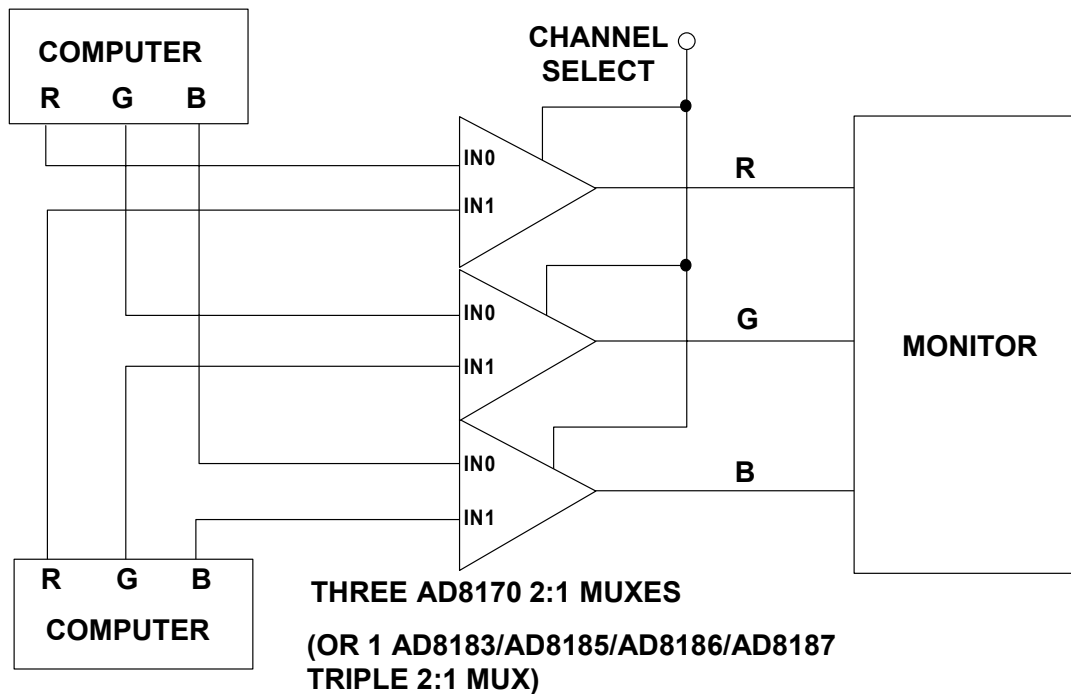 COMPUTER
R G B
CHANNEL
SELECT
IN0
IN1
R
IN0
IN1
G
IN0
IN1
B
MONITOR
R G B
COMPUTER
THREE AD8170 2:1 MUXES
(OR 1 AD8183/AD8185/AD8186/AD8187
TRIPLE 2:1 MUX)